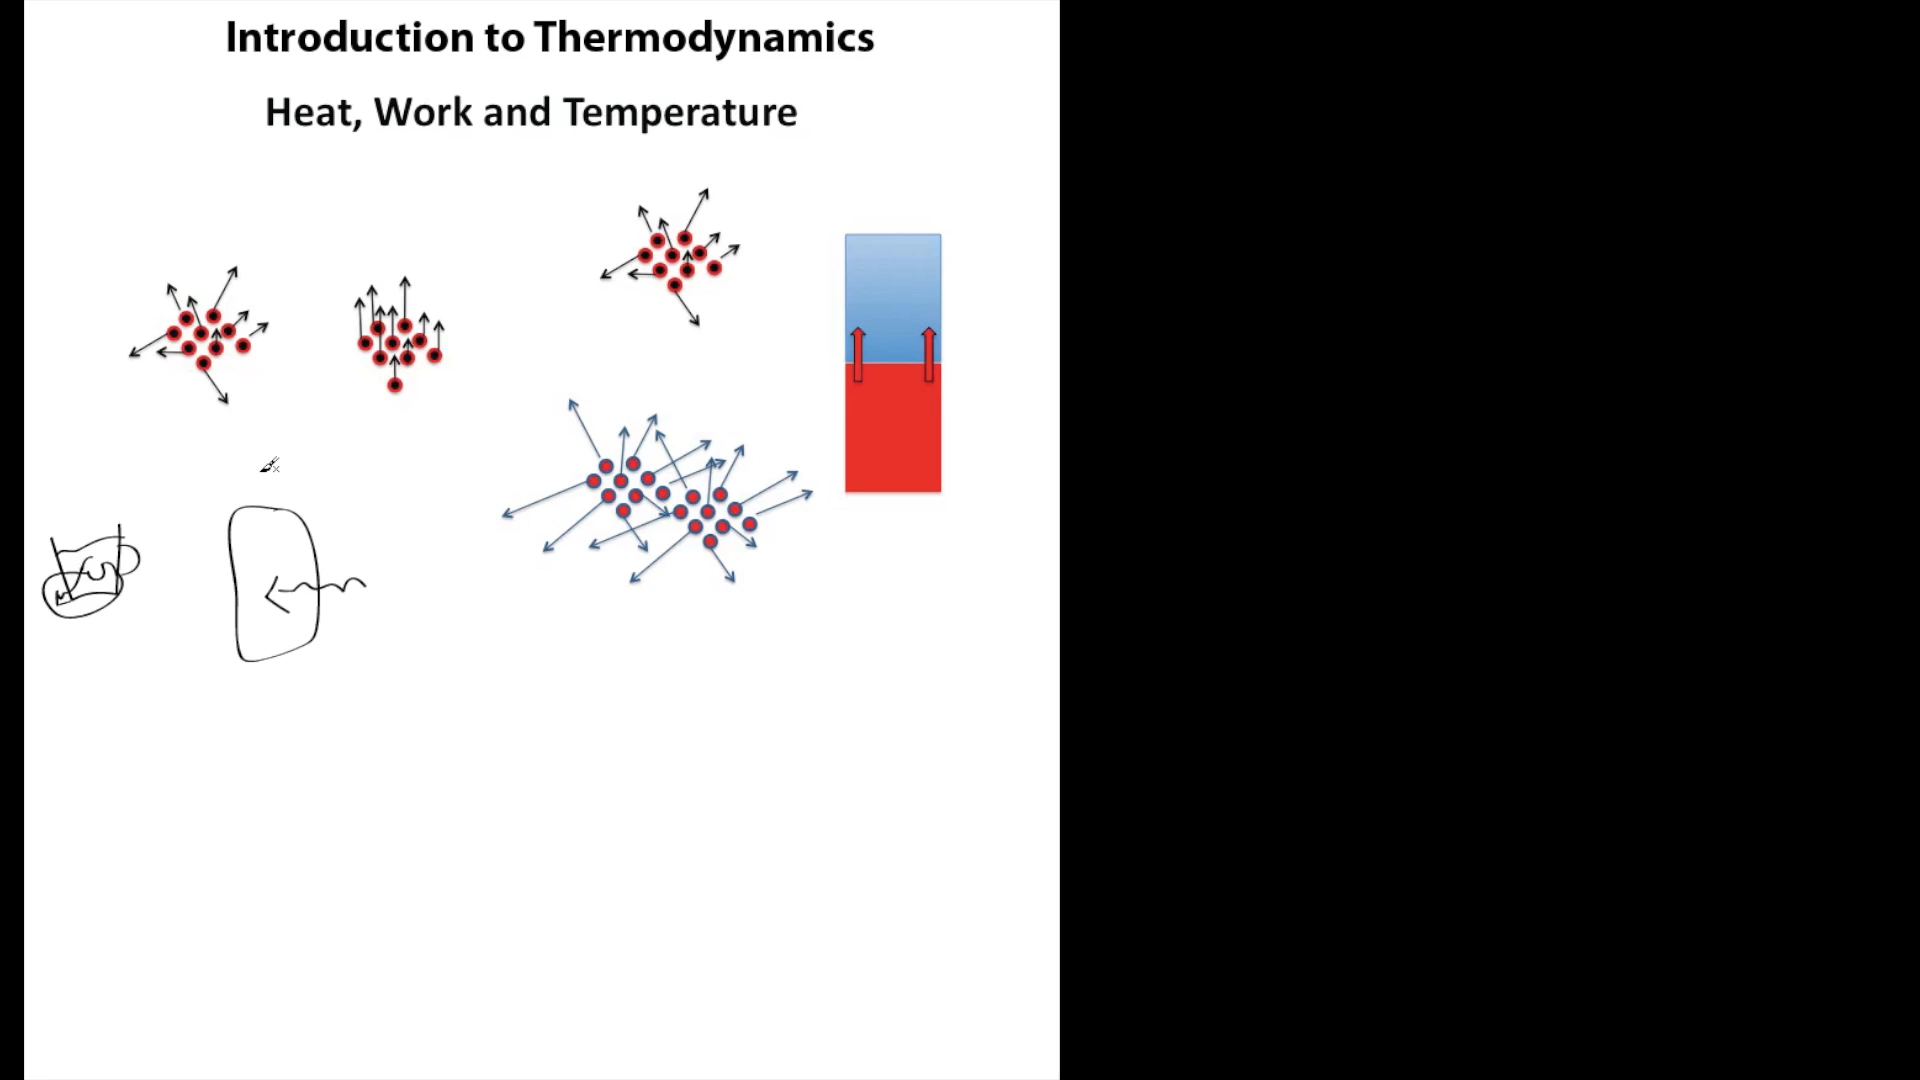 Introduction to Thermodynamics
Heat, Work and Temperature